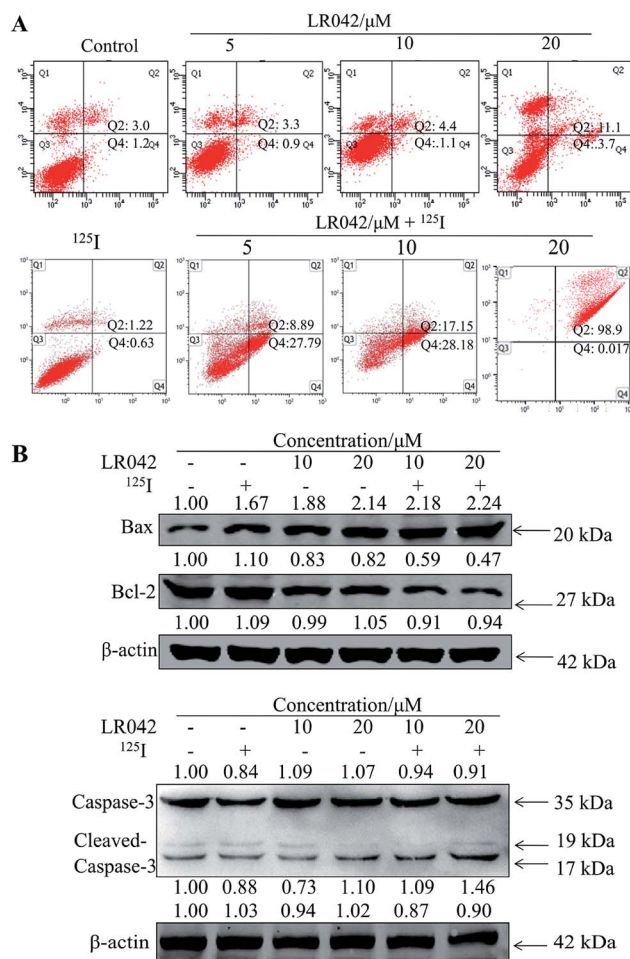 A
LR042/μM
Control 5 10 20
Q1 Q2 Q1 Q2 Q1 Q2 Q1 Q2
Q2: 3.0 Q2: 3.3 Q2: 4.4 Q2: 11.1
Q3 Q4: 1.2 Q4 Q3 Q4: 0.9 Q4 Q3 Q4: 1.1 Q4 Q3 Q4: 3.7 Q4
LR042/μM + ¹²⁵I
¹²⁵I 5 10 20
Q1 Q2 Q1 Q2 Q1 Q2 Q1 Q2
Q2:1.22 Q2:8.89 Q2:17.15 Q2: 98.9
Q3 Q4:0.63 Q3 Q4:27.79 Q3 Q4:28.18 Q3 Q4: 0.017
Q4 Q4 Q4 Q4
B
Concentration/μM
LR042 - - 10 20 10 20
¹²⁵I - + - - + +
1.00 1.67 1.88 2.14 2.18 2.24
Bax 20 kDa
1.00 1.10 0.83 0.82 0.59 0.47
Bcl-2 27 kDa
1.00 1.09 0.99 1.05 0.91 0.94
β-actin 42 kDa
Concentration/μM
LR042 - - 10 20 10 20
¹²⁵I - + - - + +
1.00 0.84 1.09 1.07 0.94 0.91
Caspase-3 35 kDa
Cleaved- 19 kDa
Caspase-3 17 kDa
1.00 0.88 0.73 1.10 1.09 1.46
1.00 1.03 0.94 1.02 0.87 0.90
β-actin 42 kDa